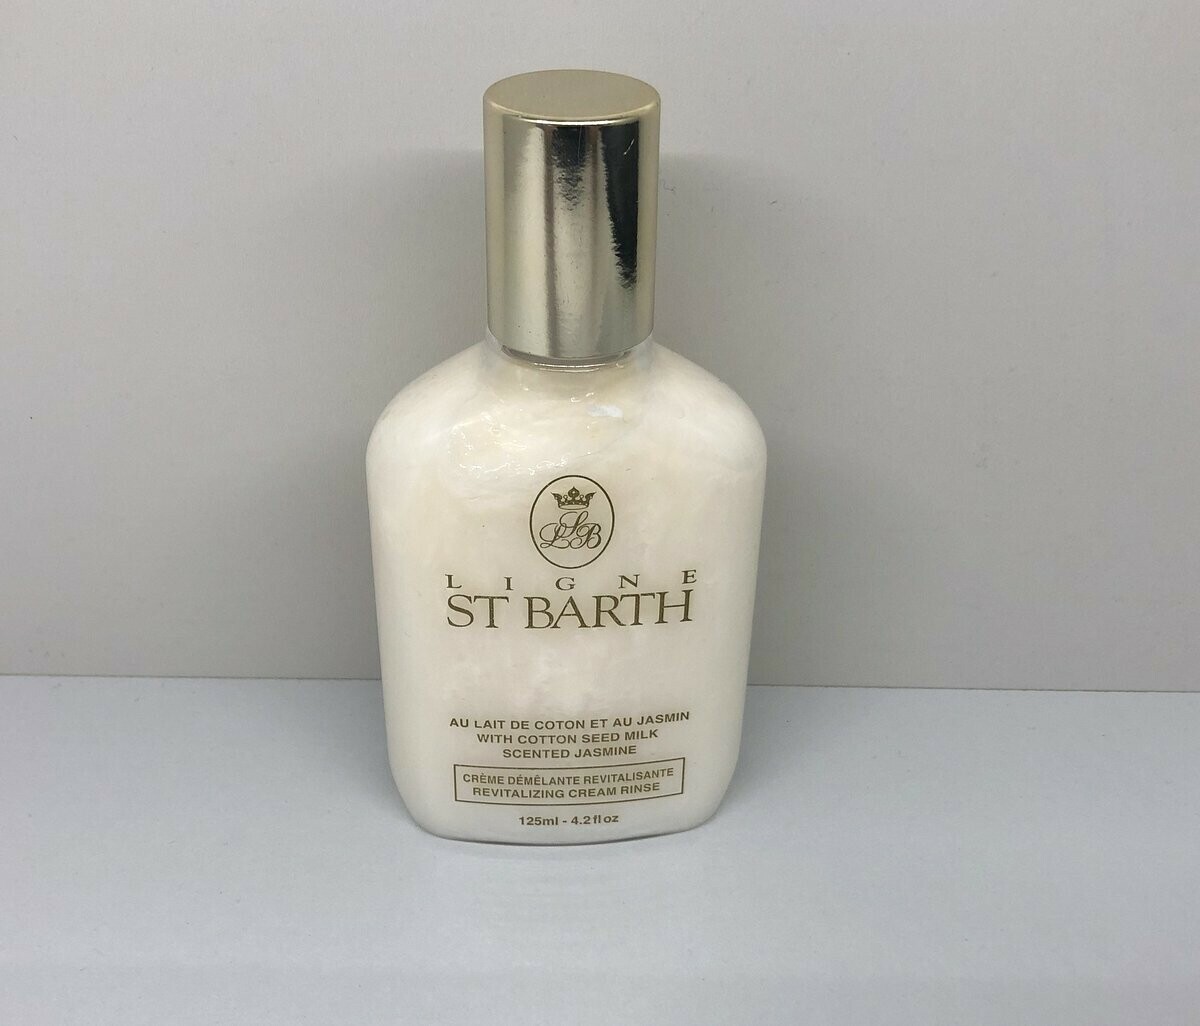 LSB
LIGNE
ST BARTH
AU LAIT DE COTON ET AU JASMIN
WITH COTTON SEED MILK
SCENTED JASMINE
CRÈME DÉMÊLANTE REVITALISANTE
REVITALIZING CREAM RINSE
125ml - 4.2 fl oz